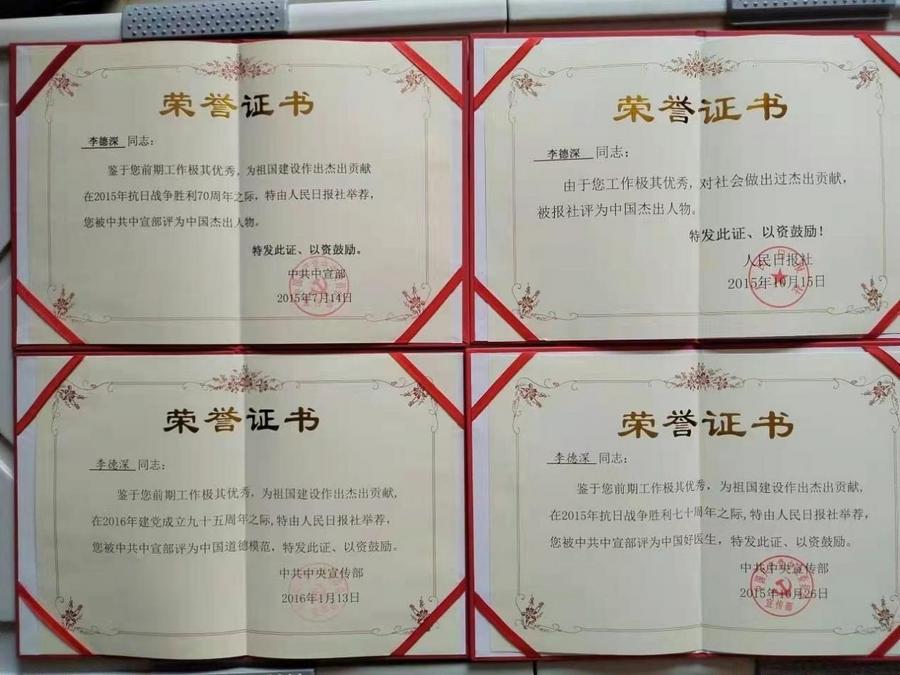 荣誉证书
李德深 同志：
鉴于您前期工作极其优秀，为祖国建设作出杰出贡献
在2015年抗日战争胜利70周年之际，特由人民日报社举荐，
您被中共中宣部评为中国杰出人物。
特发此证、以资鼓励。
中共中宣部
2015年7月14日
荣誉证书
李德深 同志：
由于您工作极其优秀，对社会做出过杰出贡献，
被报社评为中国杰出人物。
特发此证、以资鼓励！
人民日报社
2015年10月15日
荣誉证书
李德深 同志：
鉴于您前期工作极其优秀，为祖国建设作出杰出贡献，
在2016年建党成立九十五周年之际，特由人民日报社举荐，
您被中共中宣部评为中国道德模范，特发此证、以资鼓励。
中共中央宣传部
2016年1月13日
荣誉证书
李德深 同志：
鉴于您前期工作极其优秀，为祖国建设作出杰出贡献，
在2015年抗日战争胜利七十周年之际，特由人民日报社举荐，
您被中共中宣部评为中国好医生，特发此证、以资鼓励。
中共中央宣传部
2015年10月26日
宣传部